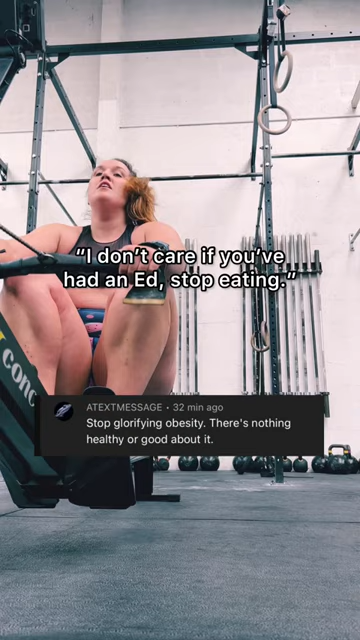 “I don’t care if you’ve
had an Ed, stop eating.”
ATEXTMESSAGE • 32 min ago
Stop glorifying obesity. There's nothing
healthy or good about it.
conc